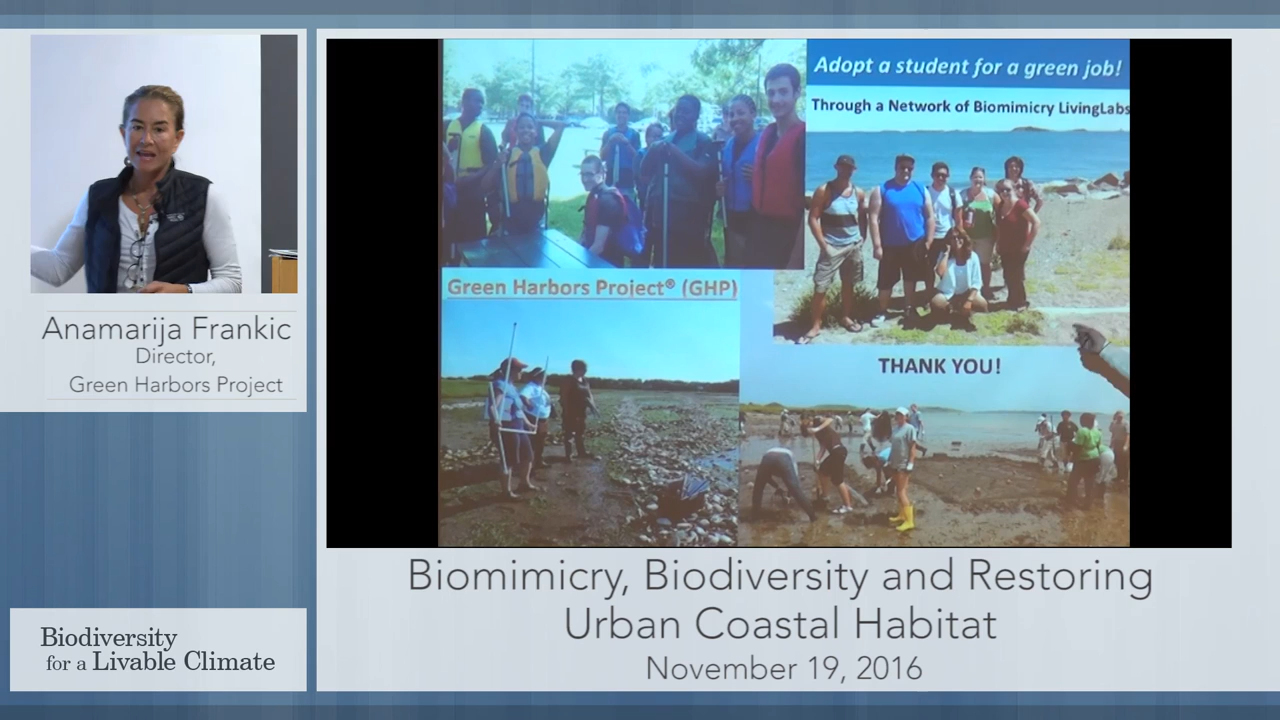 Anamarija Frankic
Director,
Green Harbors Project
Biodiversity
for a Livable Climate
Adopt a student for a green job!
Through a Network of Biomimicry LivingLabs
Green Harbors Project® (GHP)
THANK YOU!
Biomimicry, Biodiversity and Restoring
Urban Coastal Habitat
November 19, 2016